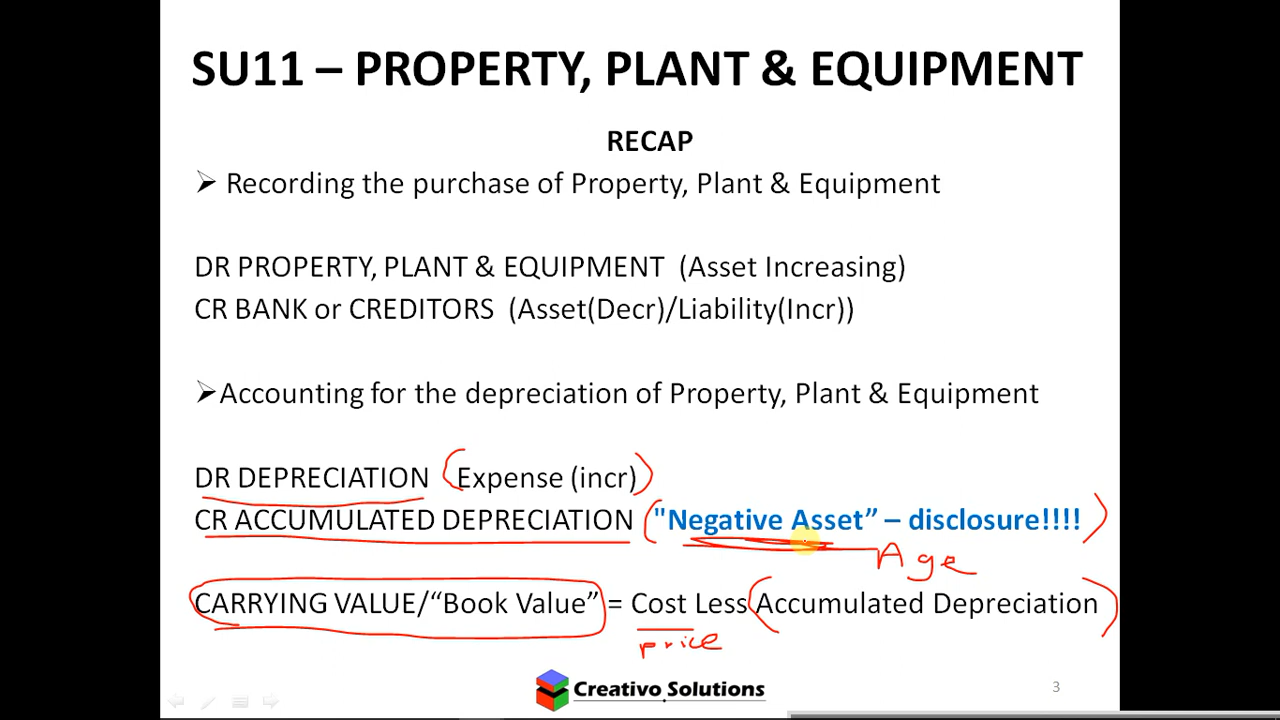 SU11 – PROPERTY, PLANT & EQUIPMENT
RECAP
➢ Recording the purchase of Property, Plant & Equipment
DR PROPERTY, PLANT & EQUIPMENT (Asset Increasing)
CR BANK or CREDITORS (Asset(Decr)/Liability(Incr))
➢Accounting for the depreciation of Property, Plant & Equipment
DR DEPRECIATION Expense (incr)
CR ACCUMULATED DEPRECIATION "Negative Asset” – disclosure!!!!
Age
CARRYING VALUE/“Book Value” = Cost Less Accumulated Depreciation
price
Creativo Solutions
3